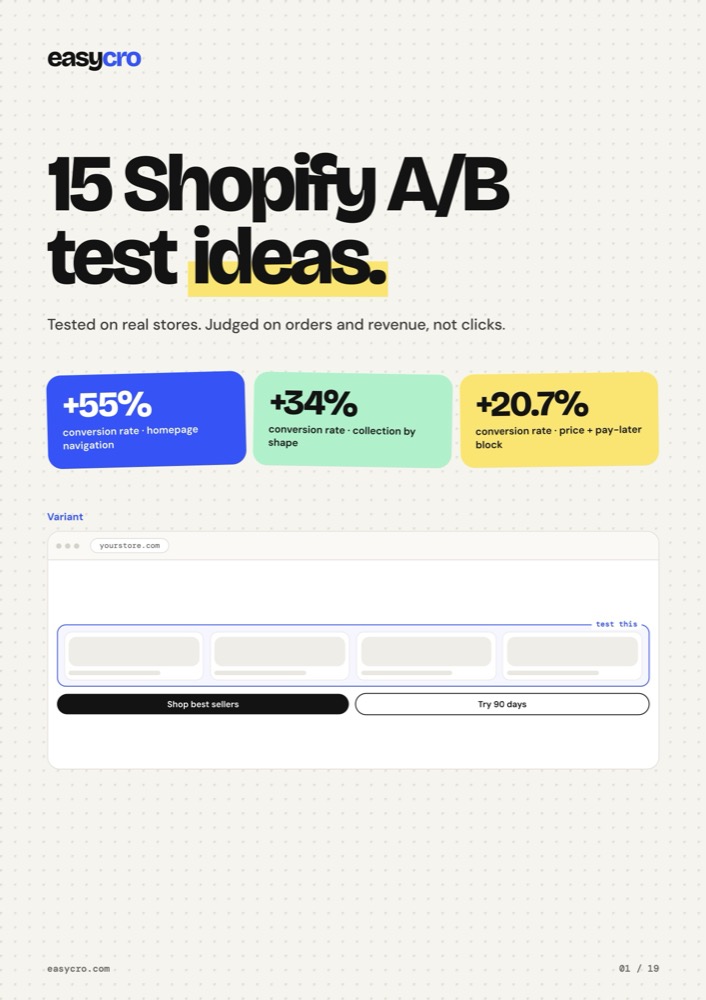 easycro
15 Shopify A/B
test ideas.
Tested on real stores. Judged on orders and revenue, not clicks.
+55%
conversion rate · homepage
navigation
+34%
conversion rate · collection by
shape
+20.7%
conversion rate · price + pay-later
block
Variant
yourstore.com
test this
Shop best sellers
Try 90 days
easycro.com
01 / 19